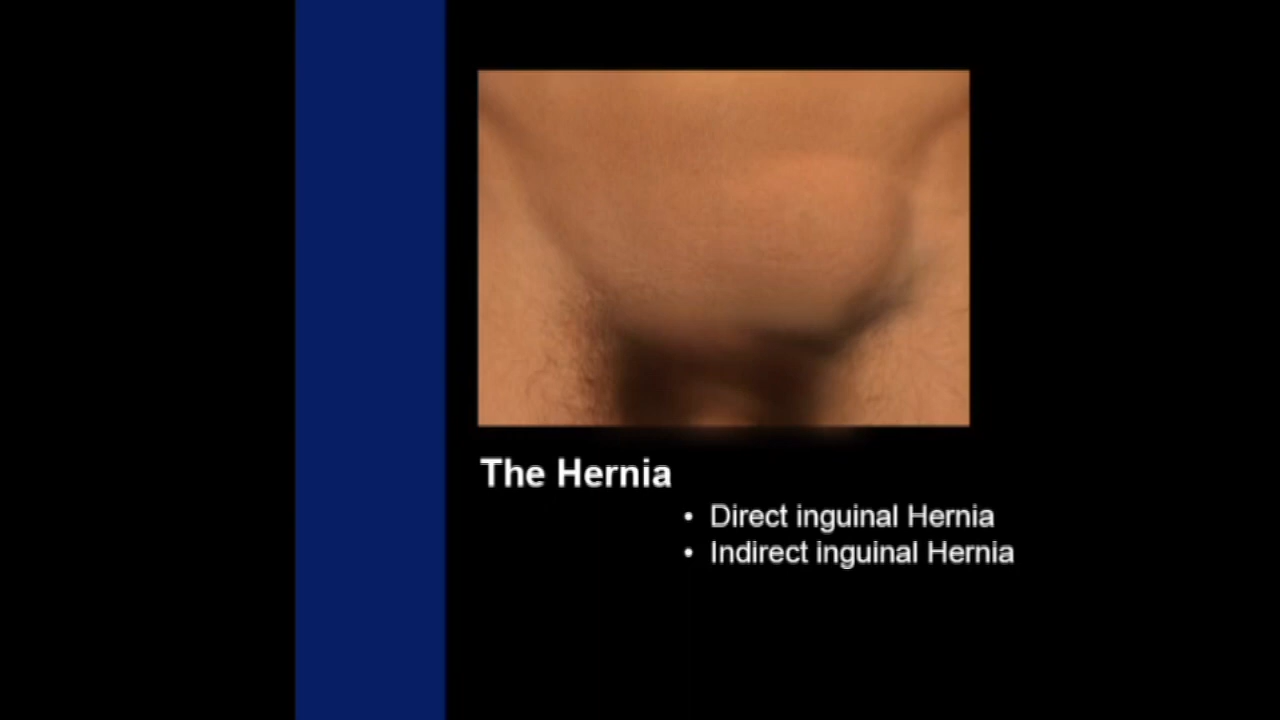 The Hernia
• Direct inguinal Hernia
• Indirect inguinal Hernia